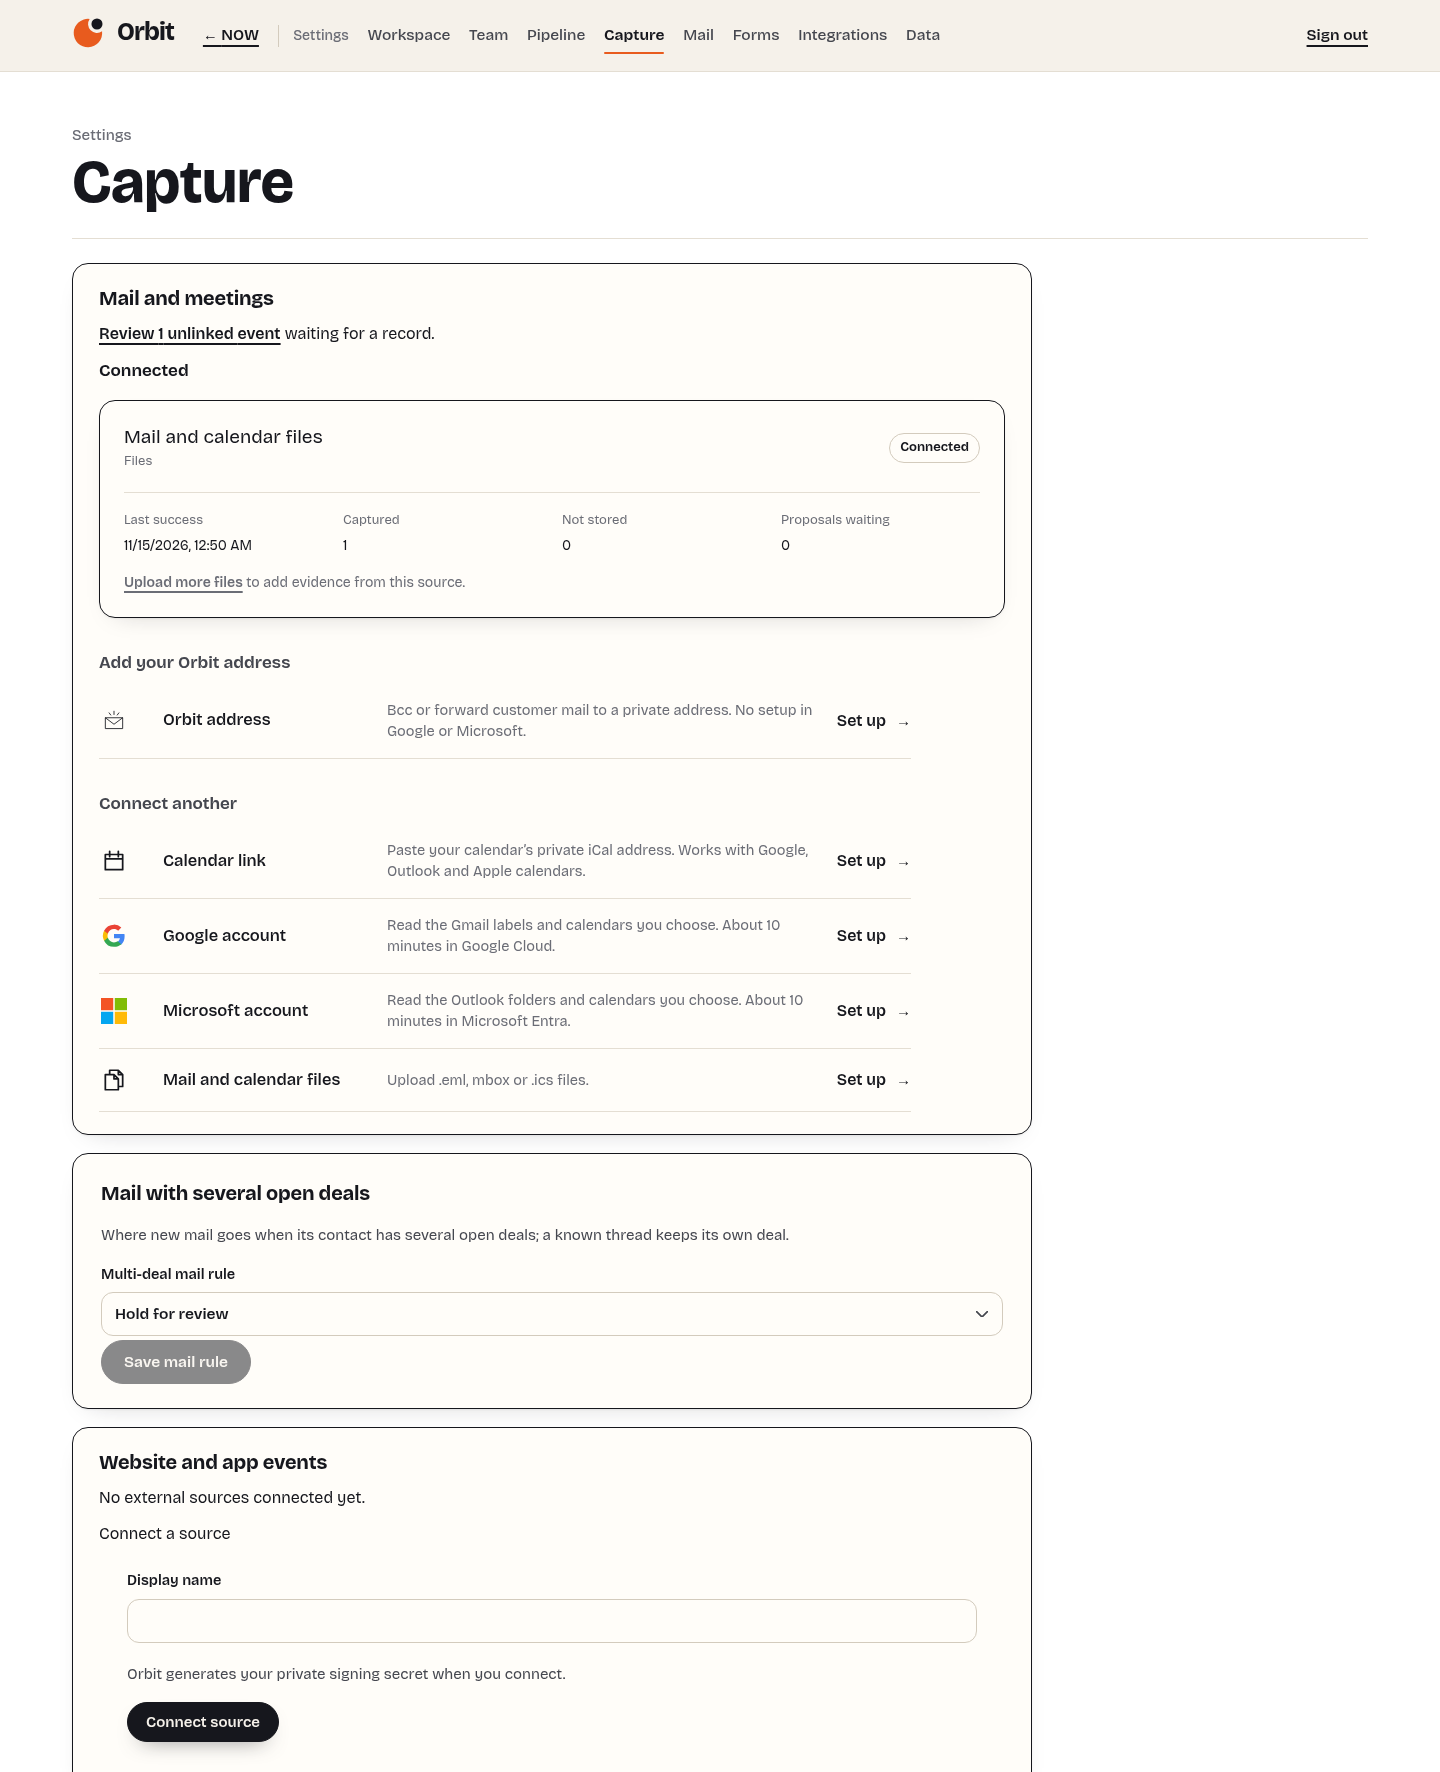 Orbit
← NOW
Settings
Workspace
Team
Pipeline
Capture
Mail
Forms
Integrations
Data
Sign out
Settings
Capture
Mail and meetings
Review 1 unlinked event waiting for a record.
Connected
Mail and calendar files
Files
Connected
Last success
11/15/2026, 12:50 AM
Captured
1
Not stored
0
Proposals waiting
0
Upload more files to add evidence from this source.
Add your Orbit address
Orbit address
Bcc or forward customer mail to a private address. No setup in
Google or Microsoft.
Set up →
Connect another
Calendar link
Paste your calendar's private iCal address. Works with Google,
Outlook and Apple calendars.
Set up →
Google account
Read the Gmail labels and calendars you choose. About 10
minutes in Google Cloud.
Set up →
Microsoft account
Read the Outlook folders and calendars you choose. About 10
minutes in Microsoft Entra.
Set up →
Mail and calendar files
Upload .eml, mbox or .ics files.
Set up →
Mail with several open deals
Where new mail goes when its contact has several open deals; a known thread keeps its own deal.
Multi-deal mail rule
Hold for review
Save mail rule
Website and app events
No external sources connected yet.
Connect a source
Display name
Orbit generates your private signing secret when you connect.
Connect source